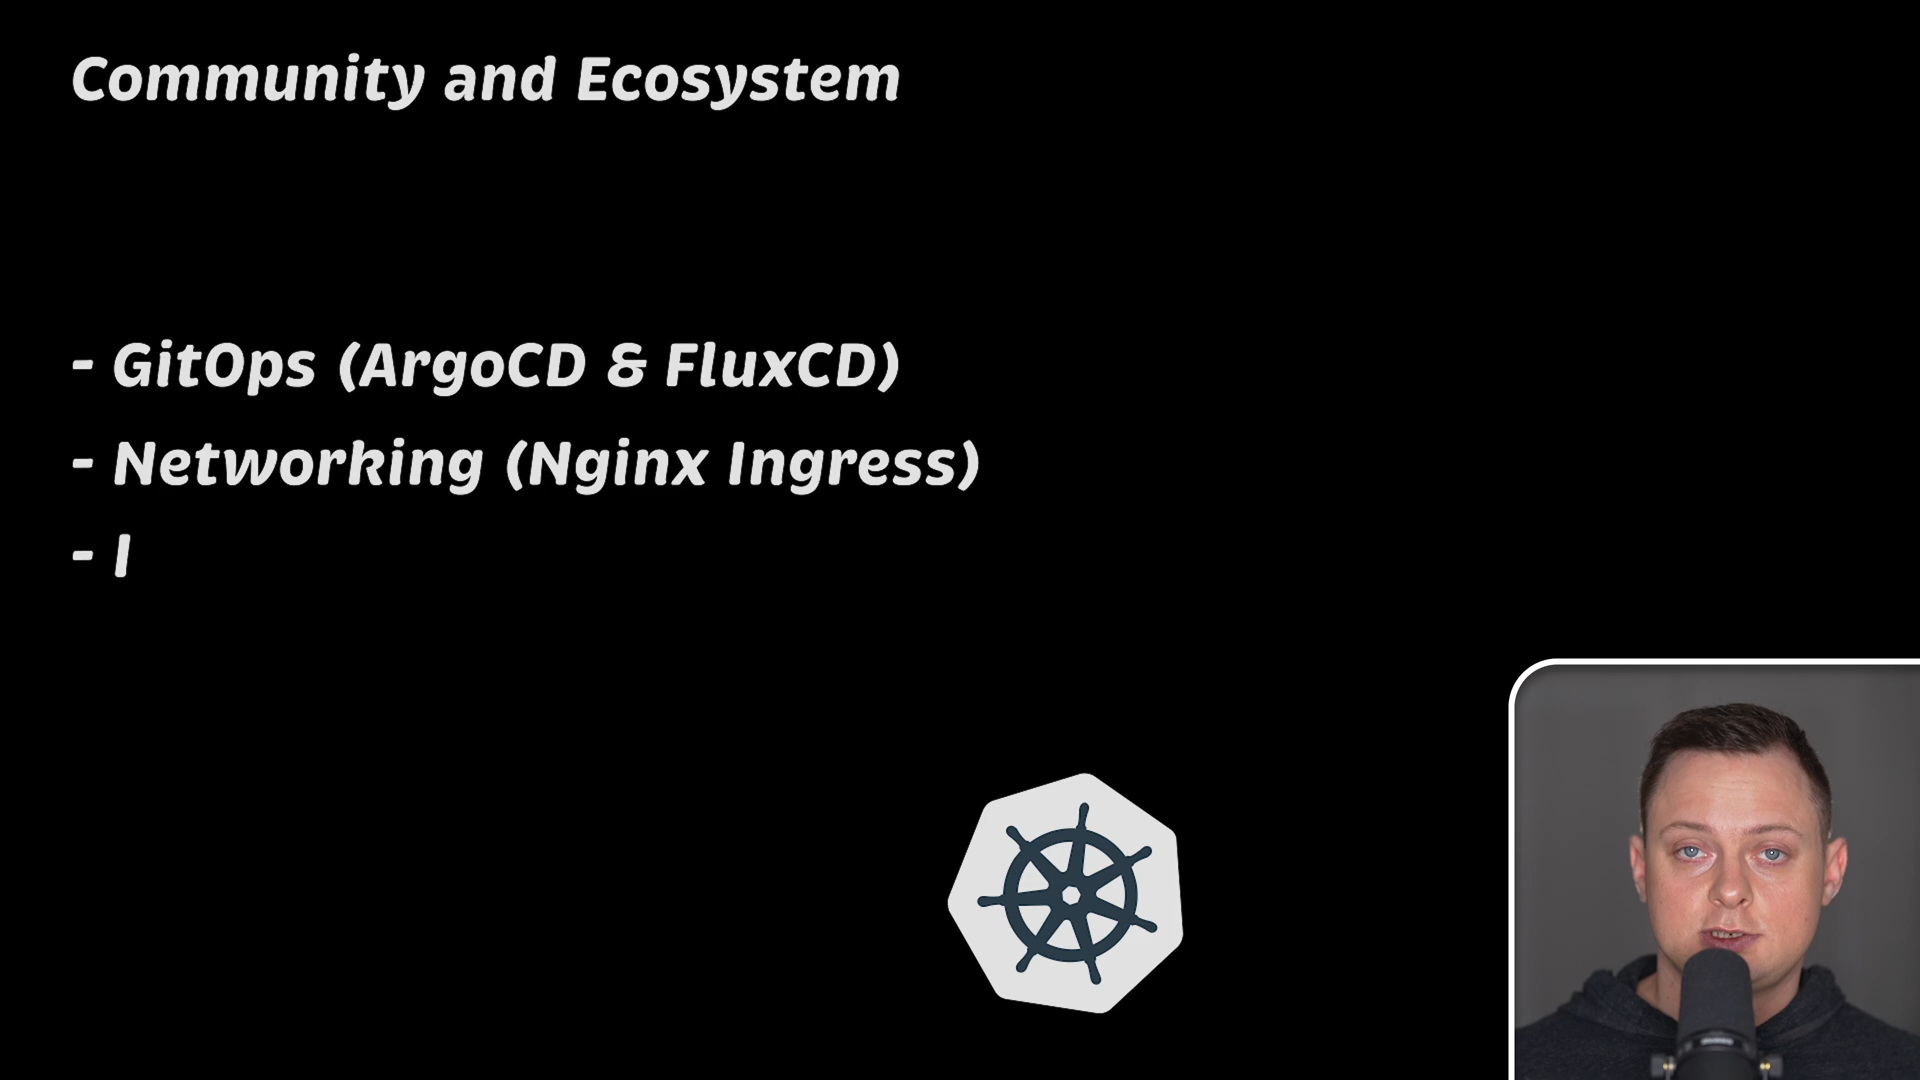 Community and Ecosystem
- GitOps (ArgoCD & FluxCD)
- Networking (Nginx Ingress)
- I